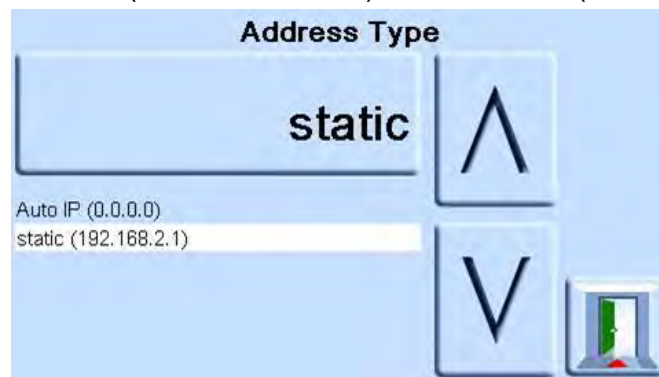 Address Type
static
Auto IP (0.0.0.0)
static (192.168.2.1)